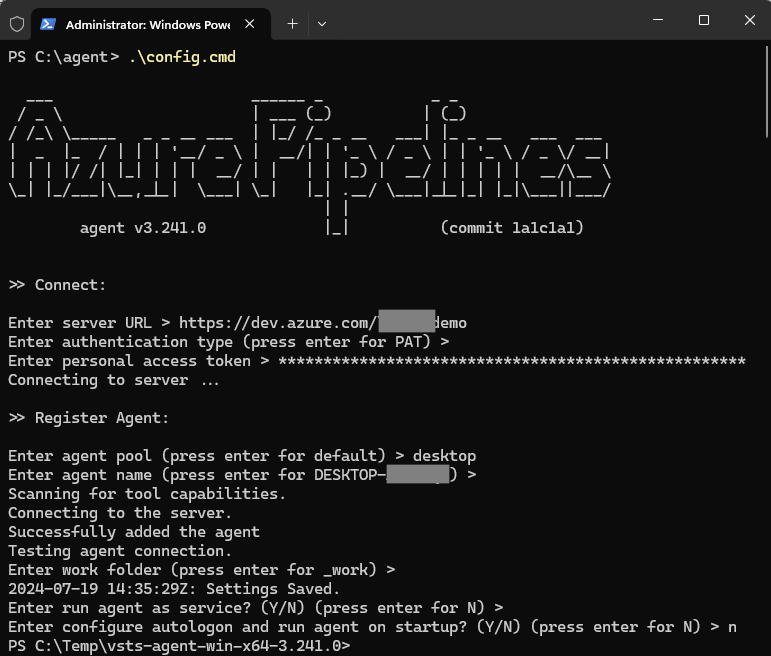 Administrator: Windows Powe
PS C:\agent> .\config.cmd
Azure Pipelines
agent v3.241.0 (commit 1a1c1a1)
>> Connect:
Enter server URL > https://dev.azure.com/ demo
Enter authentication type (press enter for PAT) >
Enter personal access token > ****************************************************
Connecting to server ...
>> Register Agent:
Enter agent pool (press enter for default) > desktop
Enter agent name (press enter for DESKTOP- ) >
Scanning for tool capabilities.
Connecting to the server.
Successfully added the agent
Testing agent connection.
Enter work folder (press enter for _work) >
2024-07-19 14:35:29Z: Settings Saved.
Enter run agent as service? (Y/N) (press enter for N) >
Enter configure autologon and run agent on startup? (Y/N) (press enter for N) > n
PS C:\Temp\vsts-agent-win-x64-3.241.0>